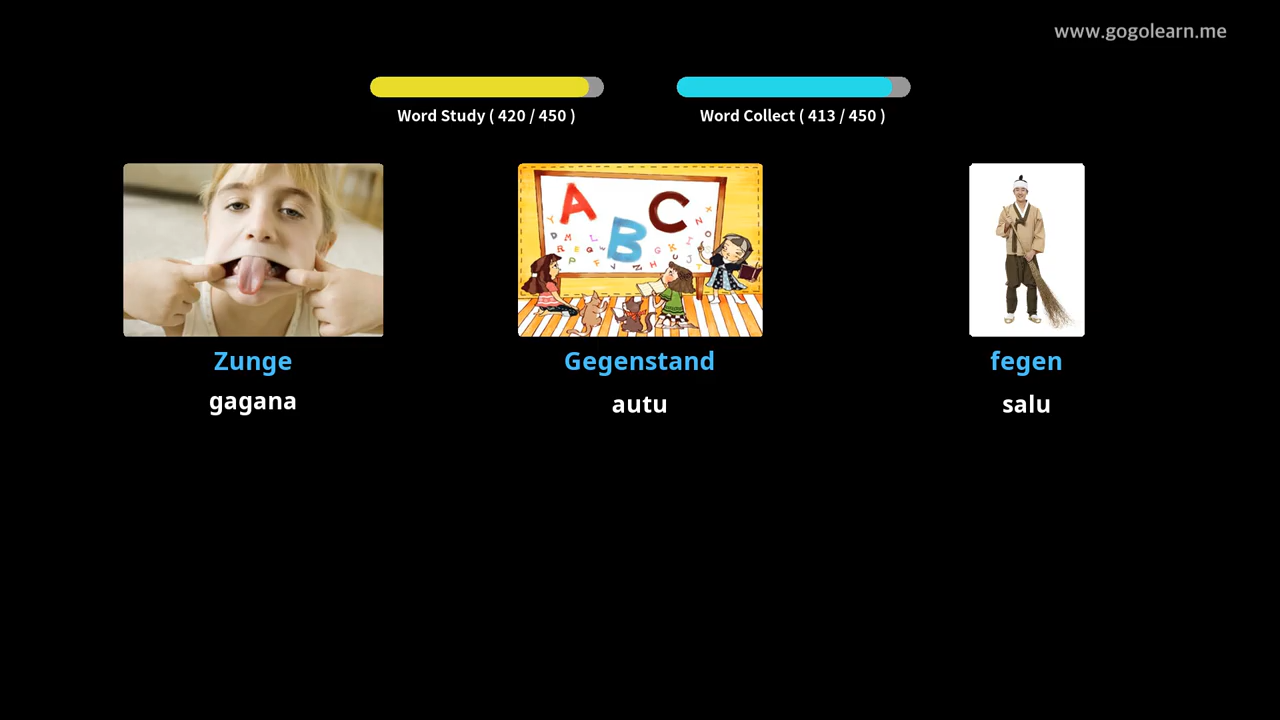 www.gogolearn.me
Word Study ( 420 / 450 )
Word Collect ( 413 / 450 )
A B C
Zunge
Gegenstand
fegen
gagana
autu
salu